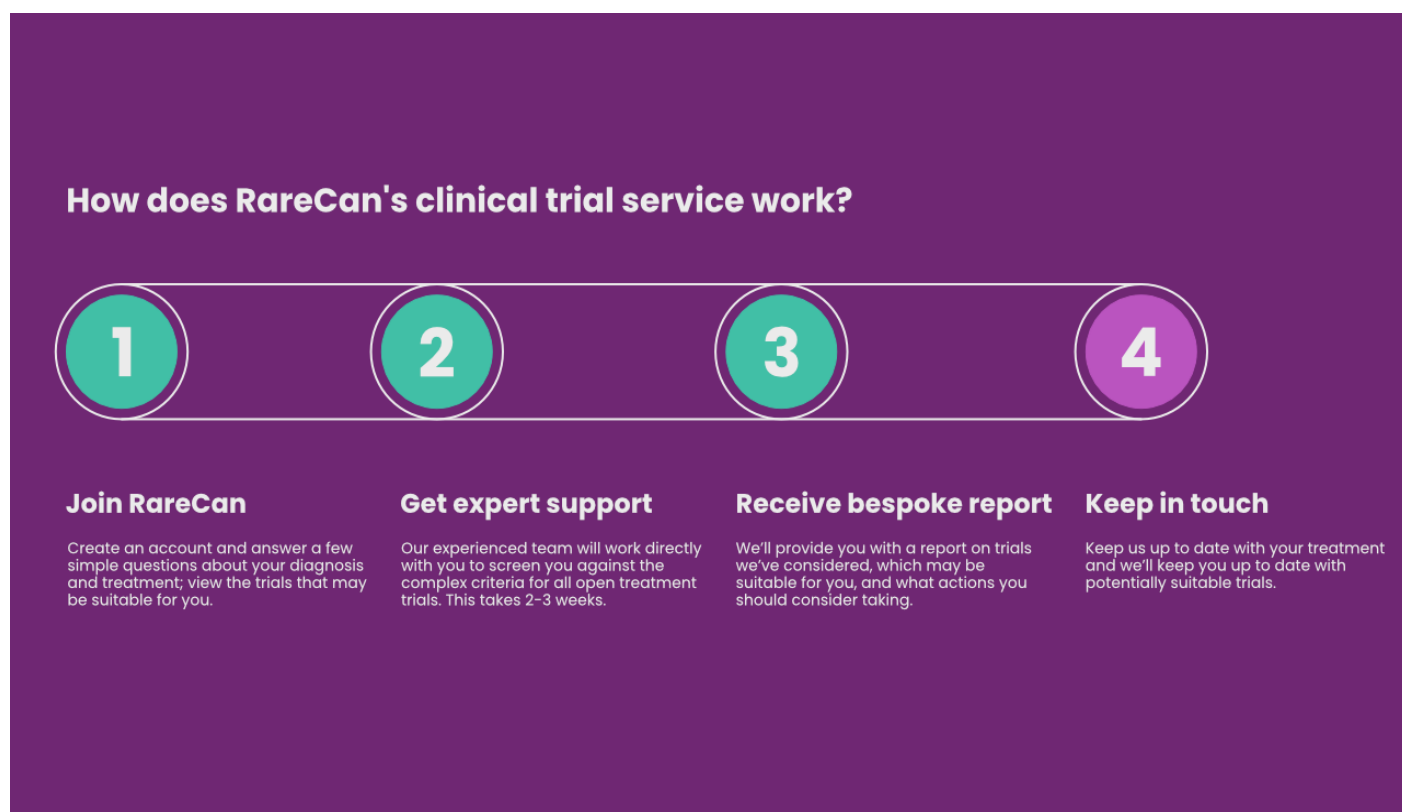 How does RareCan's clinical trial service work?
1
2
3
4
Join RareCan
Create an account and answer a few
simple questions about your diagnosis
and treatment; view the trials that may
be suitable for you.
Get expert support
Our experienced team will work directly
with you to screen you against the
complex criteria for all open treatment
trials. This takes 2-3 weeks.
Receive bespoke report
We’ll provide you with a report on trials
we’ve considered, which may be
suitable for you, and what actions you
should consider taking.
Keep in touch
Keep us up to date with your treatment
and we’ll keep you up to date with
potentially suitable trials.